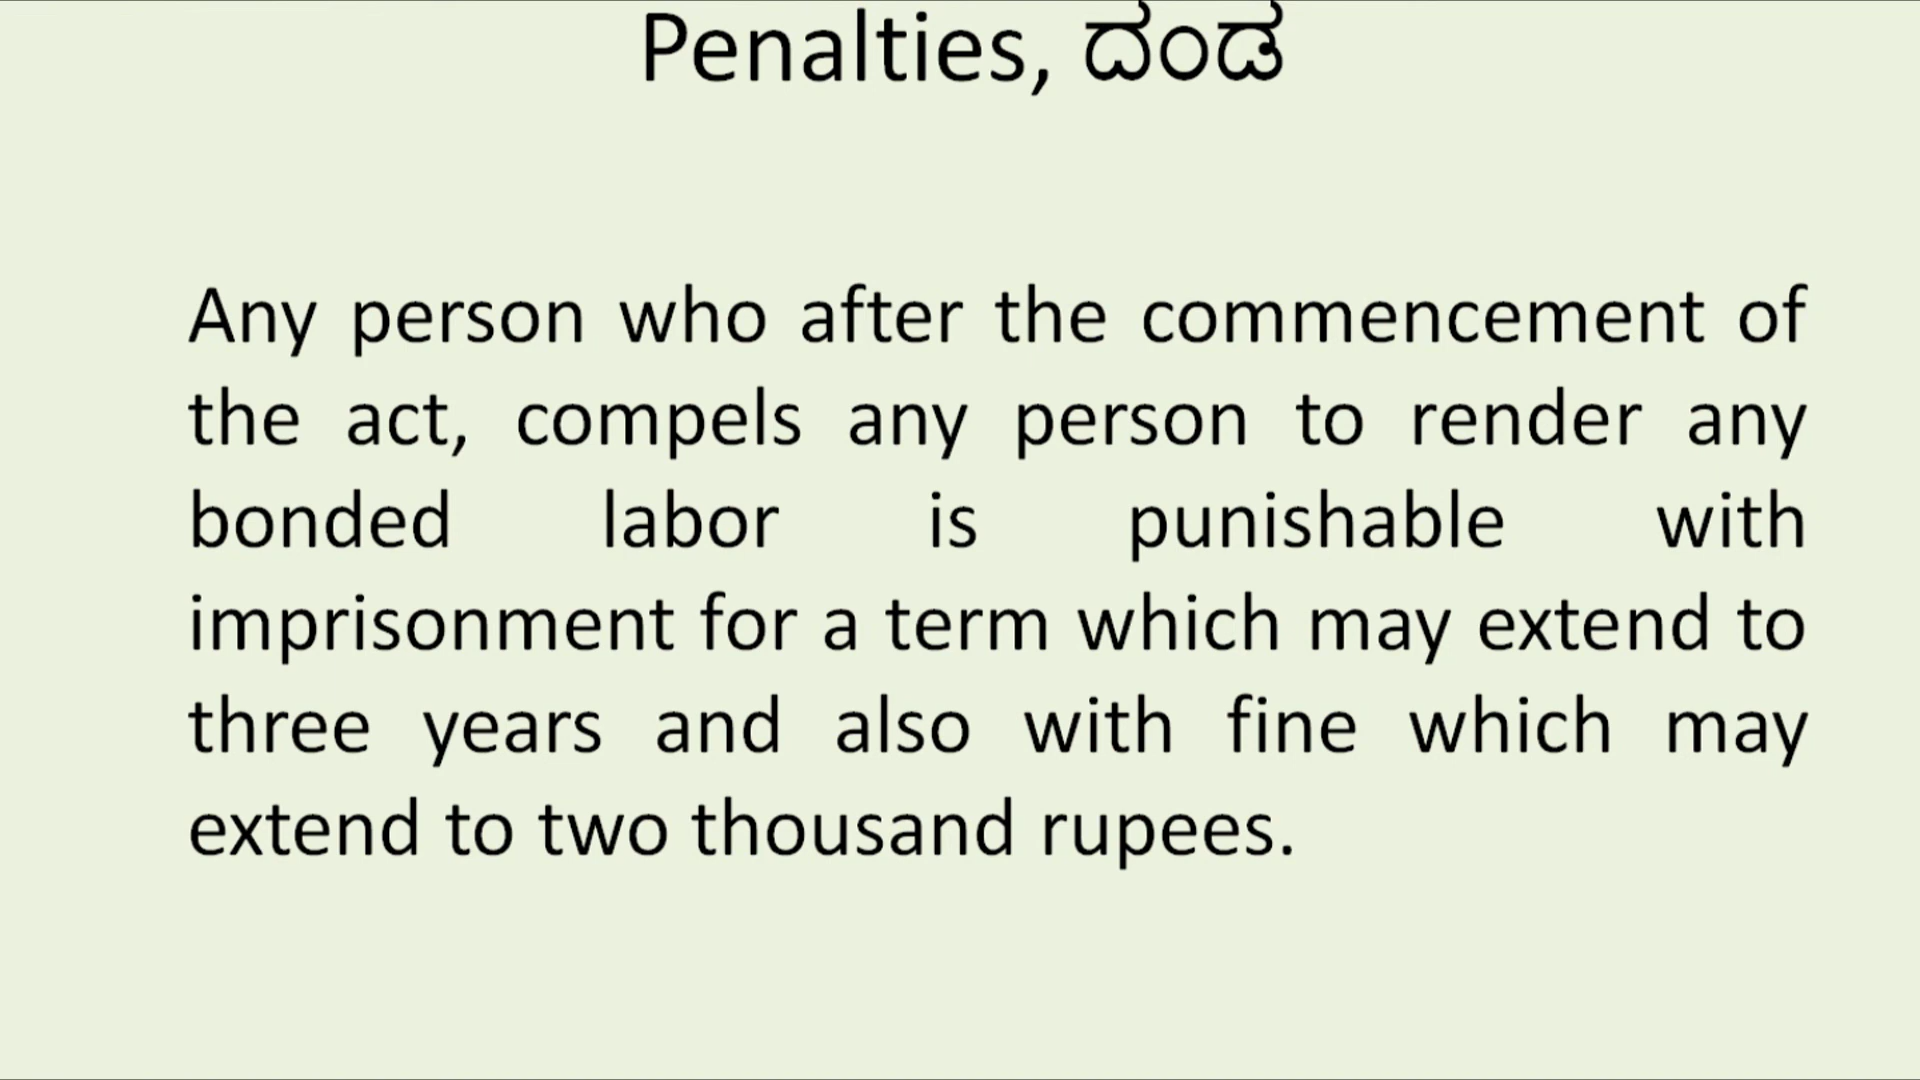 Penalties, ದಂಡ
Any person who after the commencement of
the act, compels any person to render any
bonded labor is punishable with
imprisonment for a term which may extend to
three years and also with fine which may
extend to two thousand rupees.